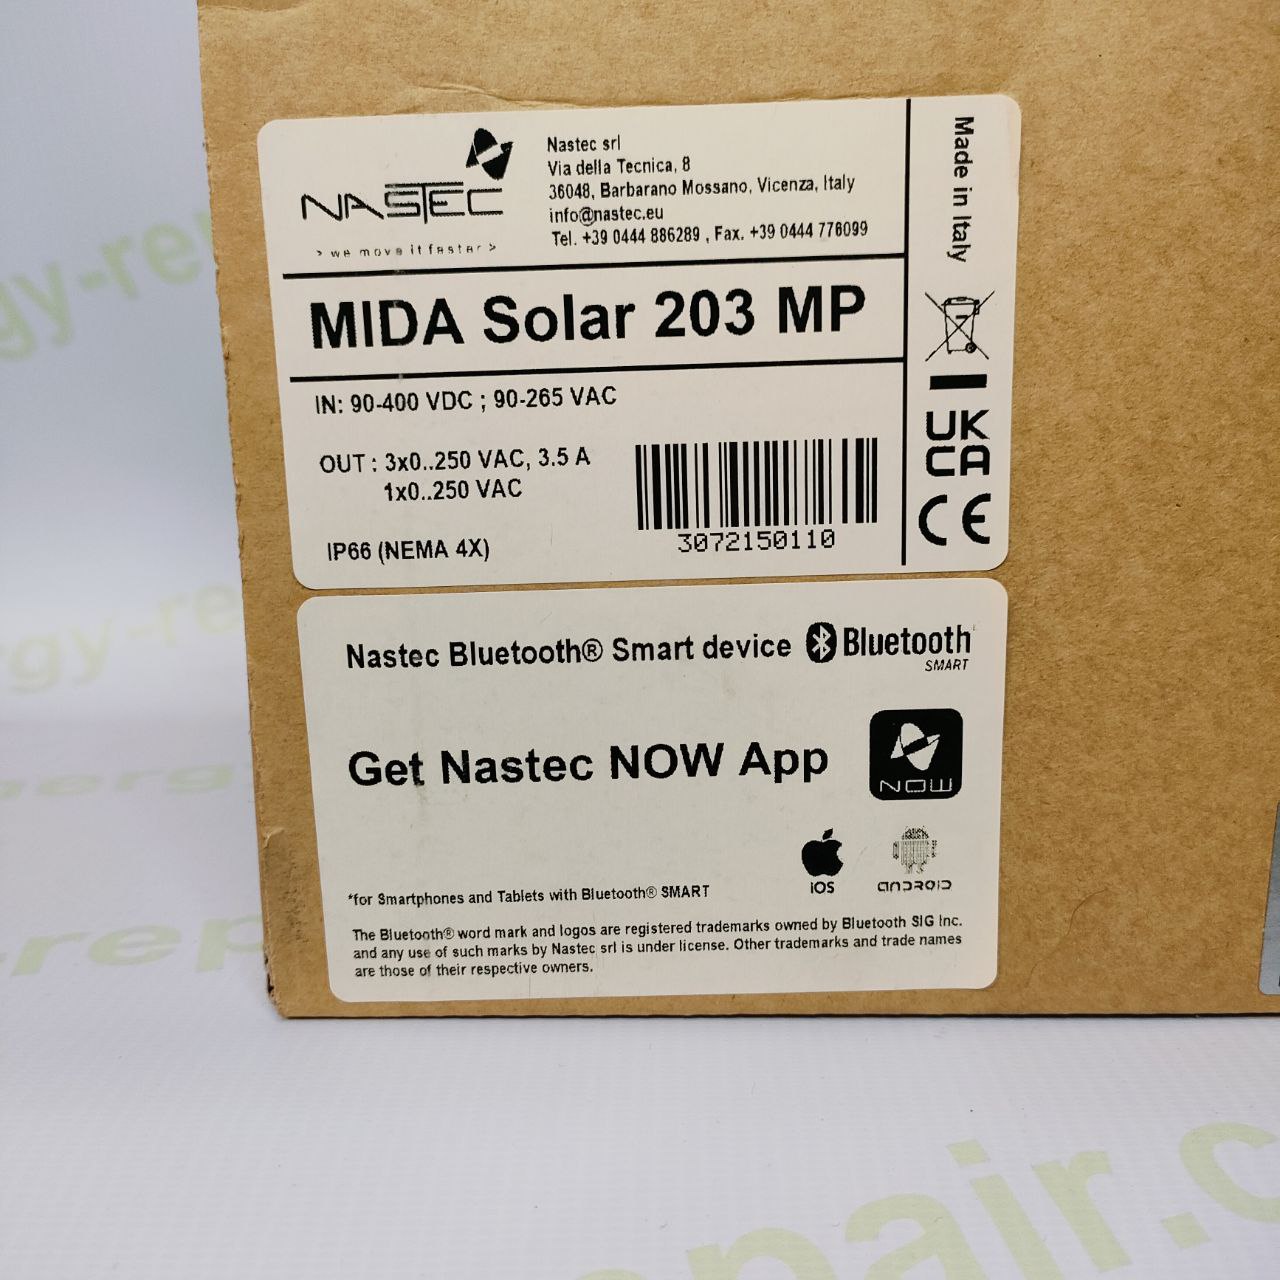 NASTEC
> we move it faster >
Nastec srl
Via della Tecnica, 8
36048, Barbarano Mossano, Vicenza, Italy
info@nastec.eu
Tel. +39 0444 886289 , Fax. +39 0444 776099
Made in Italy
MIDA Solar 203 MP
IN: 90-400 VDC ; 90-265 VAC
OUT : 3x0..250 VAC, 3.5 A
1x0..250 VAC
IP66 (NEMA 4X)
3072150110
UK
CA
CE
Nastec Bluetooth® Smart device
Bluetooth
SMART
Get Nastec NOW App
NOW
iOS
ANDROID
*for Smartphones and Tablets with Bluetooth® SMART
The Bluetooth® word mark and logos are registered trademarks owned by Bluetooth SIG Inc.
and any use of such marks by Nastec srl is under license. Other trademarks and trade names
are those of their respective owners.